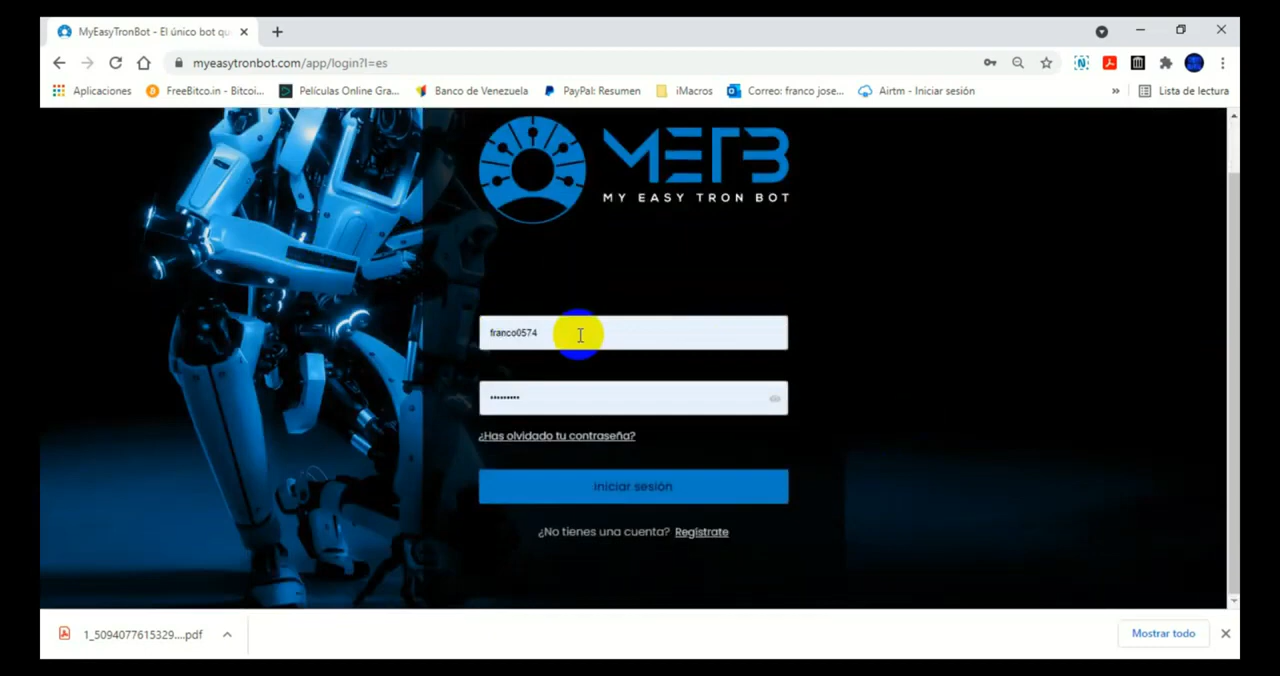 MyEasyTronBot - El único bot qu
myeasytronbot.com/app/login?l=es
Aplicaciones FreeBitco.in - Bitcoi... Películas Online Gra... Banco de Venezuela PayPal: Resumen iMacros Correo: franco jose... Airtm - Iniciar sesión » Lista de lectura
METB
MY EASY TRON BOT
franco0574
•••••••••
¿Has olvidado tu contraseña?
Iniciar sesión
¿No tienes una cuenta? Regístrate
1_5094077615329....pdf Mostrar todo